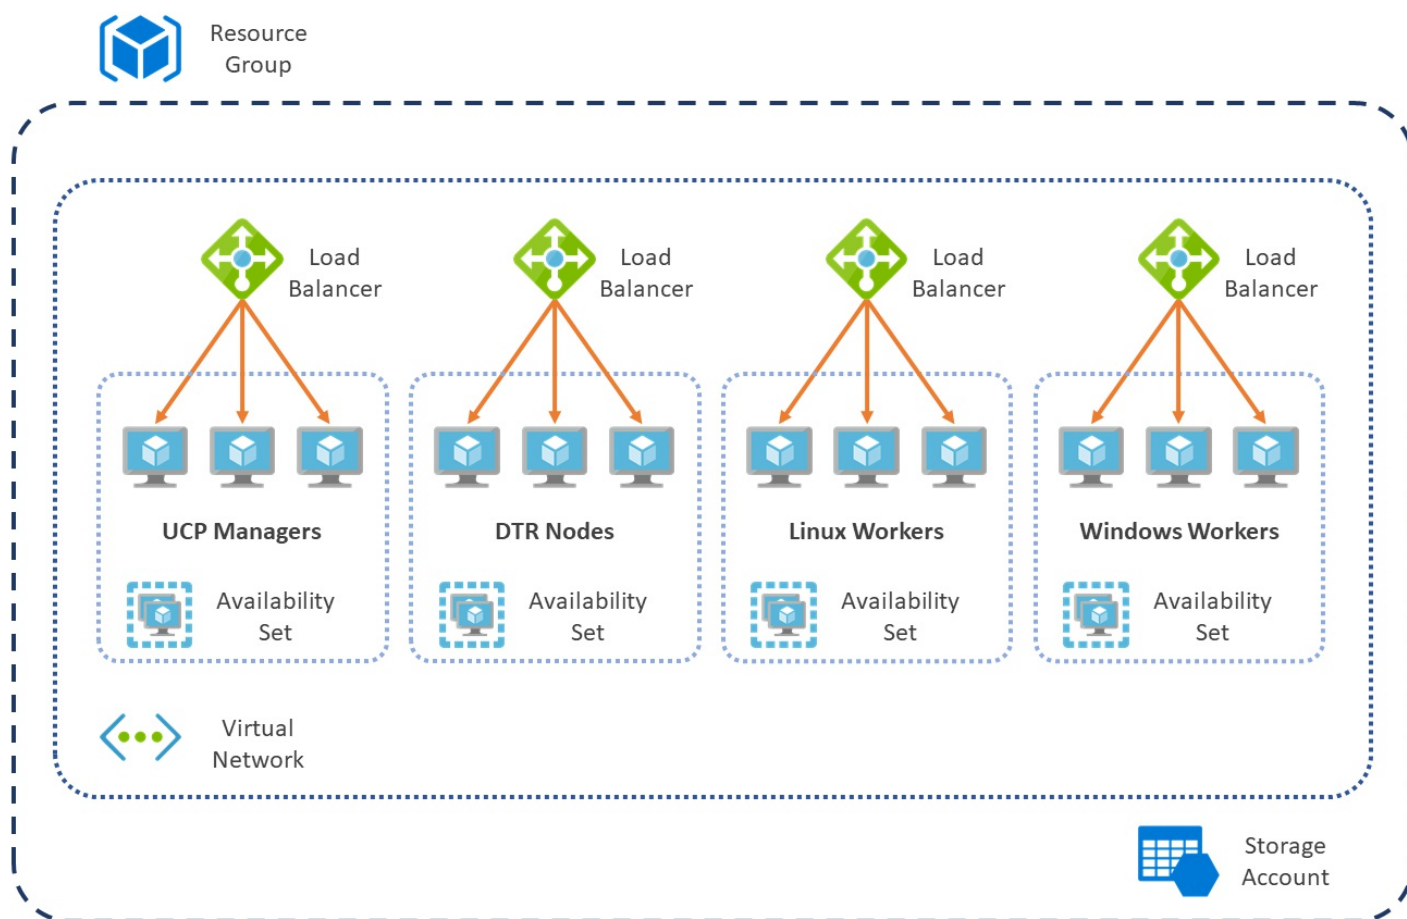 Resource
Group
Load
Balancer
Load
Balancer
Load
Balancer
Load
Balancer
UCP Managers
DTR Nodes
Linux Workers
Windows Workers
Availability
Set
Availability
Set
Availability
Set
Availability
Set
Virtual
Network
Storage
Account